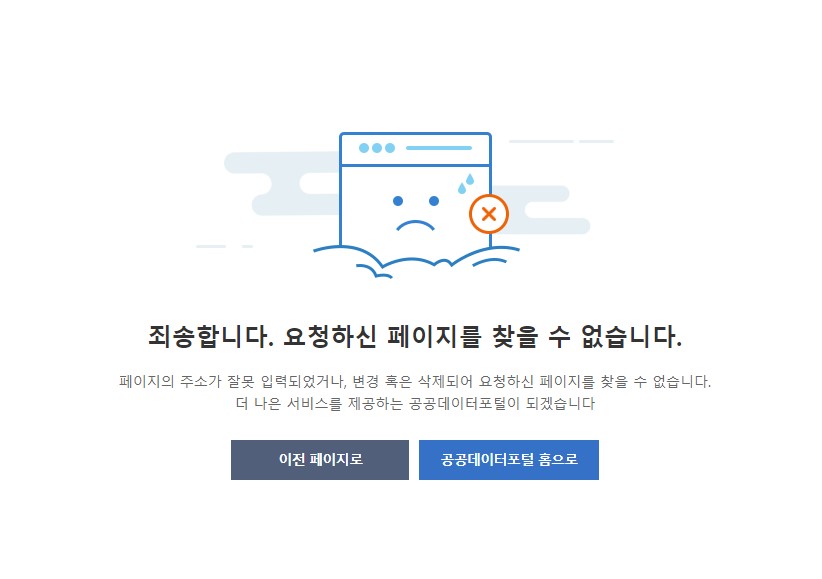 죄송합니다. 요청하신 페이지를 찾을 수 없습니다.
페이지의 주소가 잘못 입력되었거나, 변경 혹은 삭제되어 요청하신 페이지를 찾을 수 없습니다.
더 나은 서비스를 제공하는 공공데이터포털이 되겠습니다
이전 페이지로
공공데이터포털 홈으로